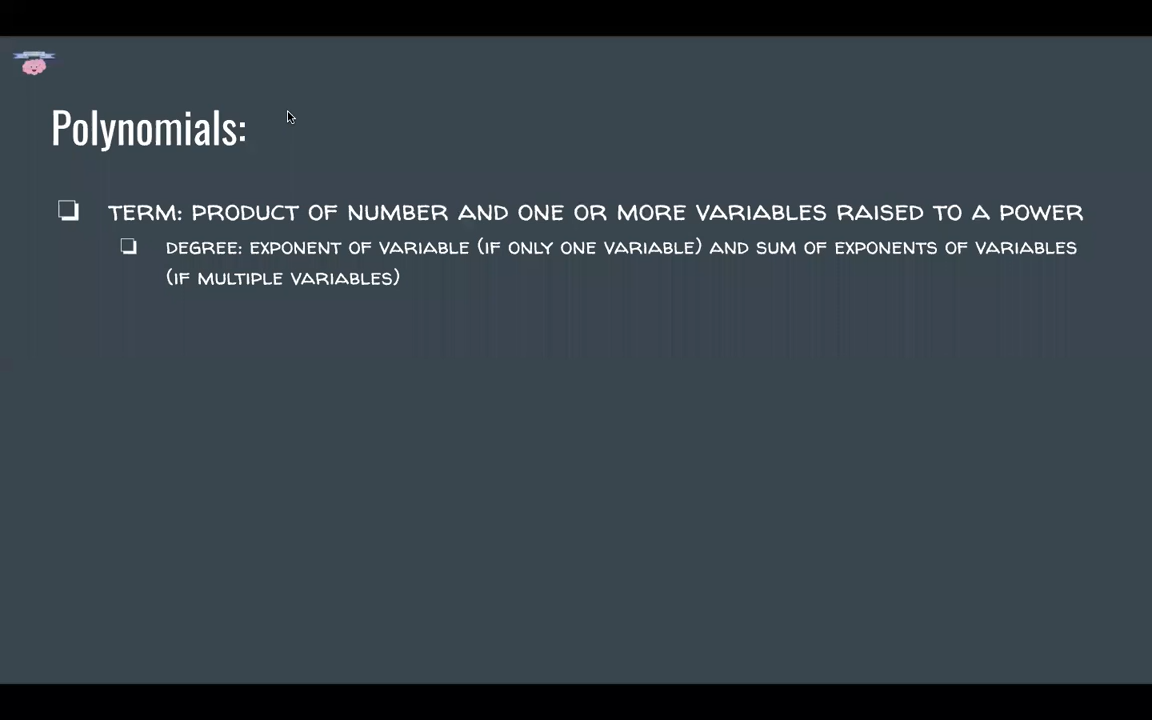 Polynomials:
TERM: PRODUCT OF NUMBER AND ONE OR MORE VARIABLES RAISED TO A POWER
DEGREE: EXPONENT OF VARIABLE (IF ONLY ONE VARIABLE) AND SUM OF EXPONENTS OF VARIABLES
(IF MULTIPLE VARIABLES)